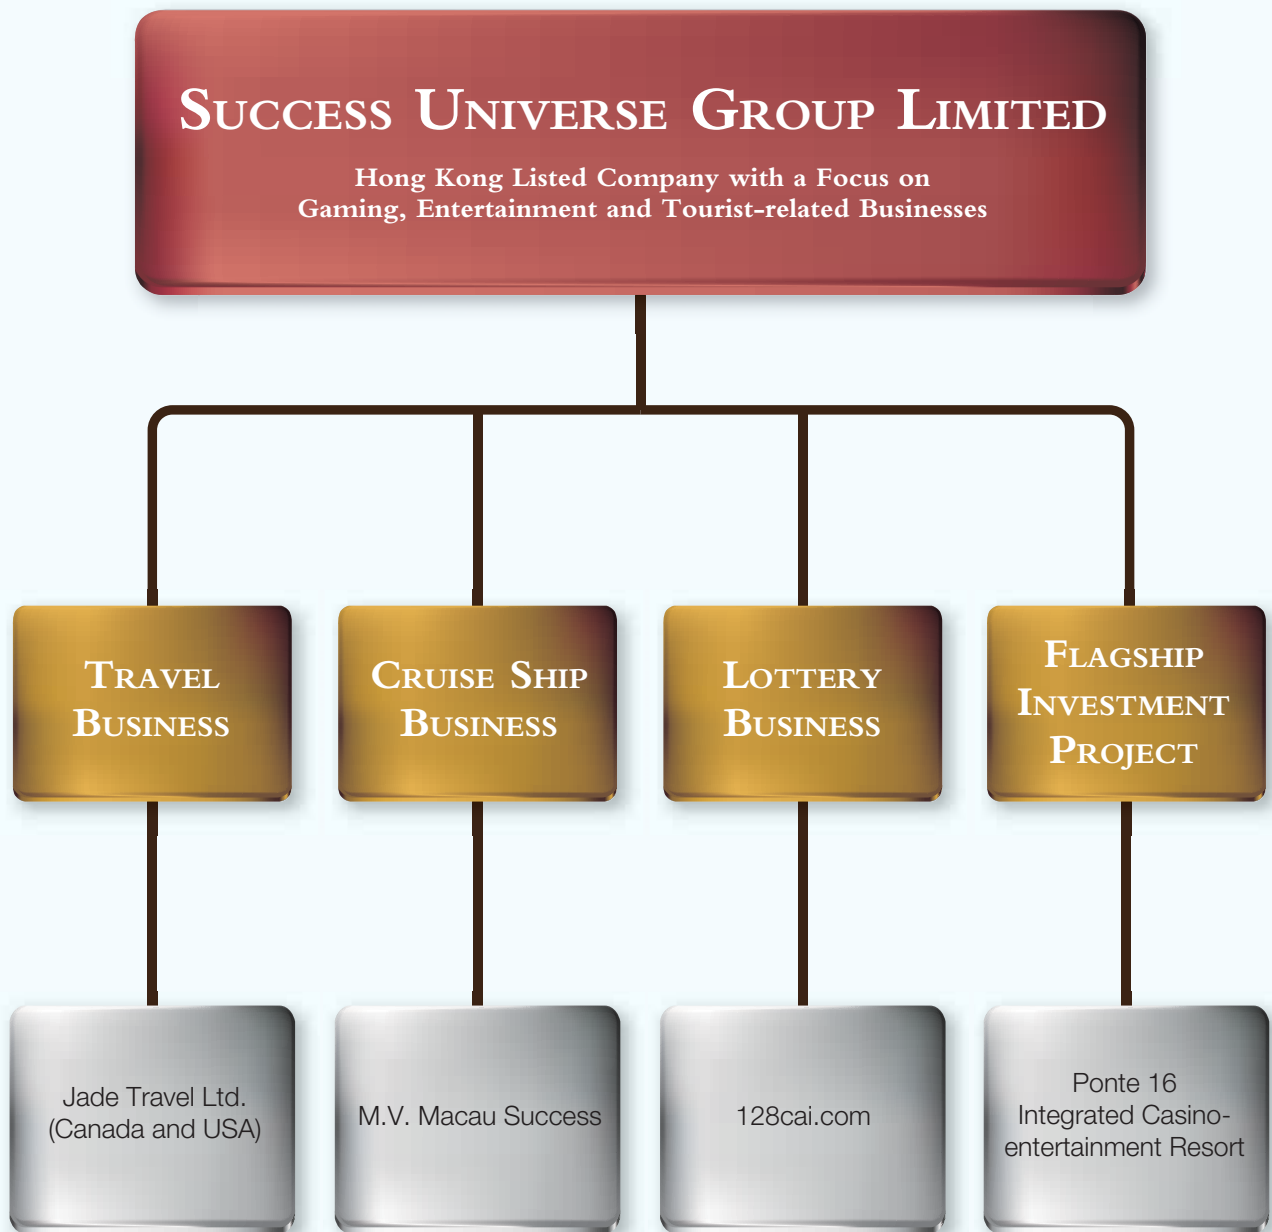 SUCCESS UNIVERSE GROUP LIMITED
Hong Kong Listed Company with a Focus on
Gaming, Entertainment and Tourist-related Businesses
TRAVEL
BUSINESS
CRUISE SHIP
BUSINESS
LOTTERY
BUSINESS
FLAGSHIP
INVESTMENT
PROJECT
Jade Travel Ltd.
(Canada and USA)
M.V. Macau Success
128cai.com
Ponte 16
Integrated Casino-
entertainment Resort